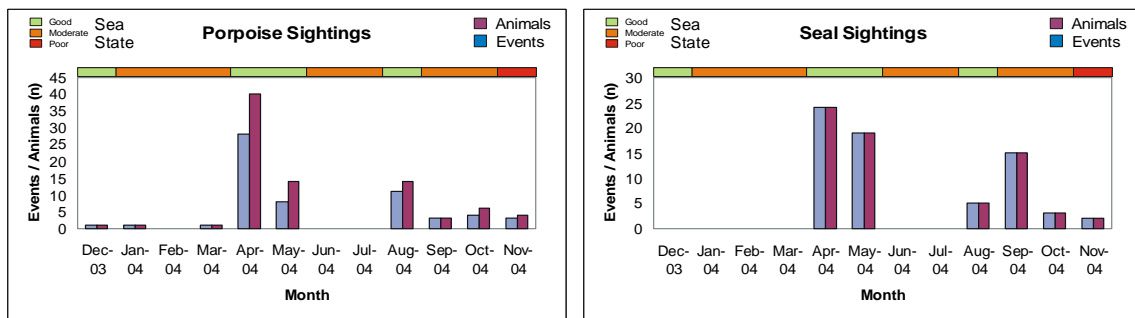 Good
Moderate
Poor
Sea
State
Porpoise Sightings
Animals
Events
Events / Animals (n)
45
40
35
30
25
20
15
10
5
0
Dec-03 Jan-04 Feb-04 Mar-04 Apr-04 May-04 Jun-04 Jul-04 Aug-04 Sep-04 Oct-04 Nov-04
Month
Good
Moderate
Poor
Sea
State
Seal Sightings
Animals
Events
Events / Animals (n)
30
25
20
15
10
5
0
Dec-03 Jan-04 Feb-04 Mar-04 Apr-04 May-04 Jun-04 Jul-04 Aug-04 Sep-04 Oct-04 Nov-04
Month